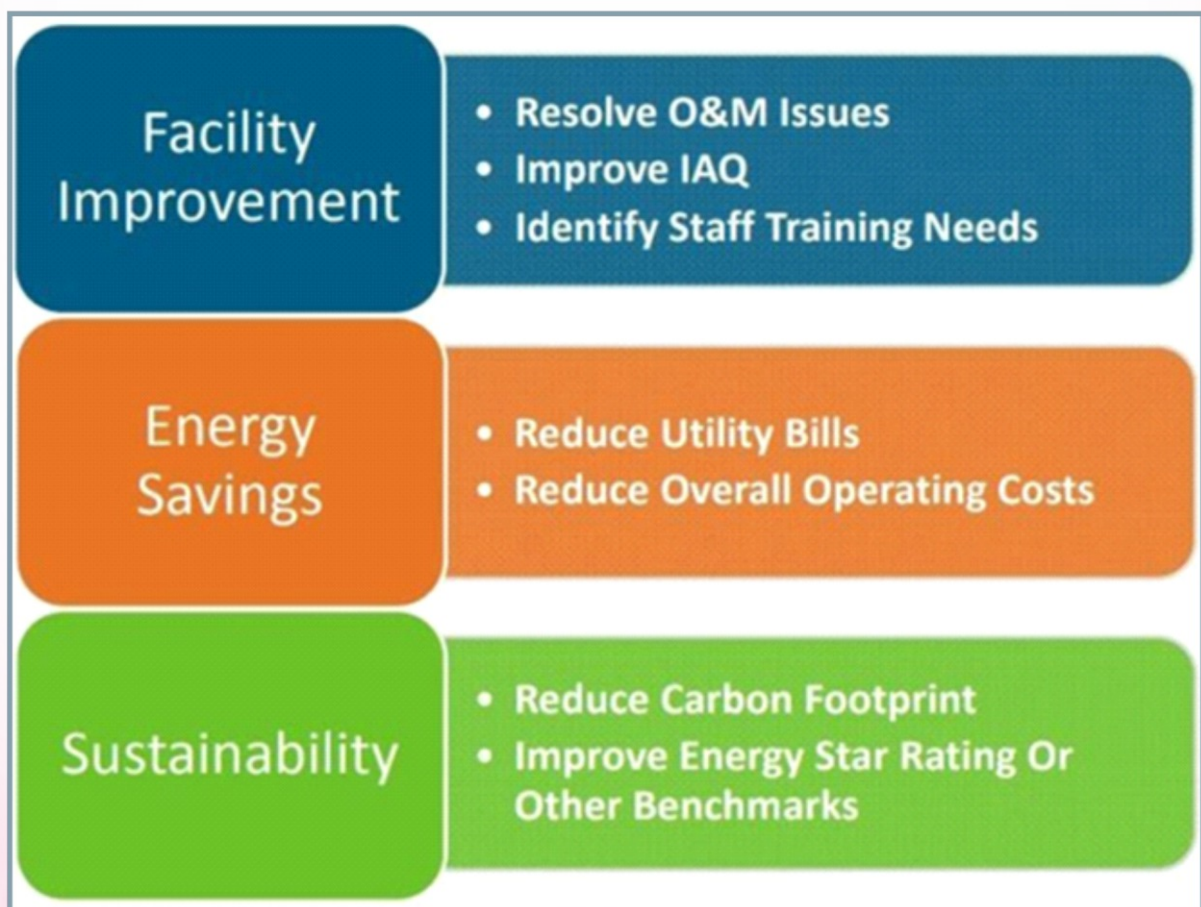 Facility
Improvement
• Resolve O&M Issues
• Improve IAQ
• Identify Staff Training Needs
Energy
Savings
• Reduce Utility Bills
• Reduce Overall Operating Costs
Sustainability
• Reduce Carbon Footprint
• Improve Energy Star Rating Or
Other Benchmarks